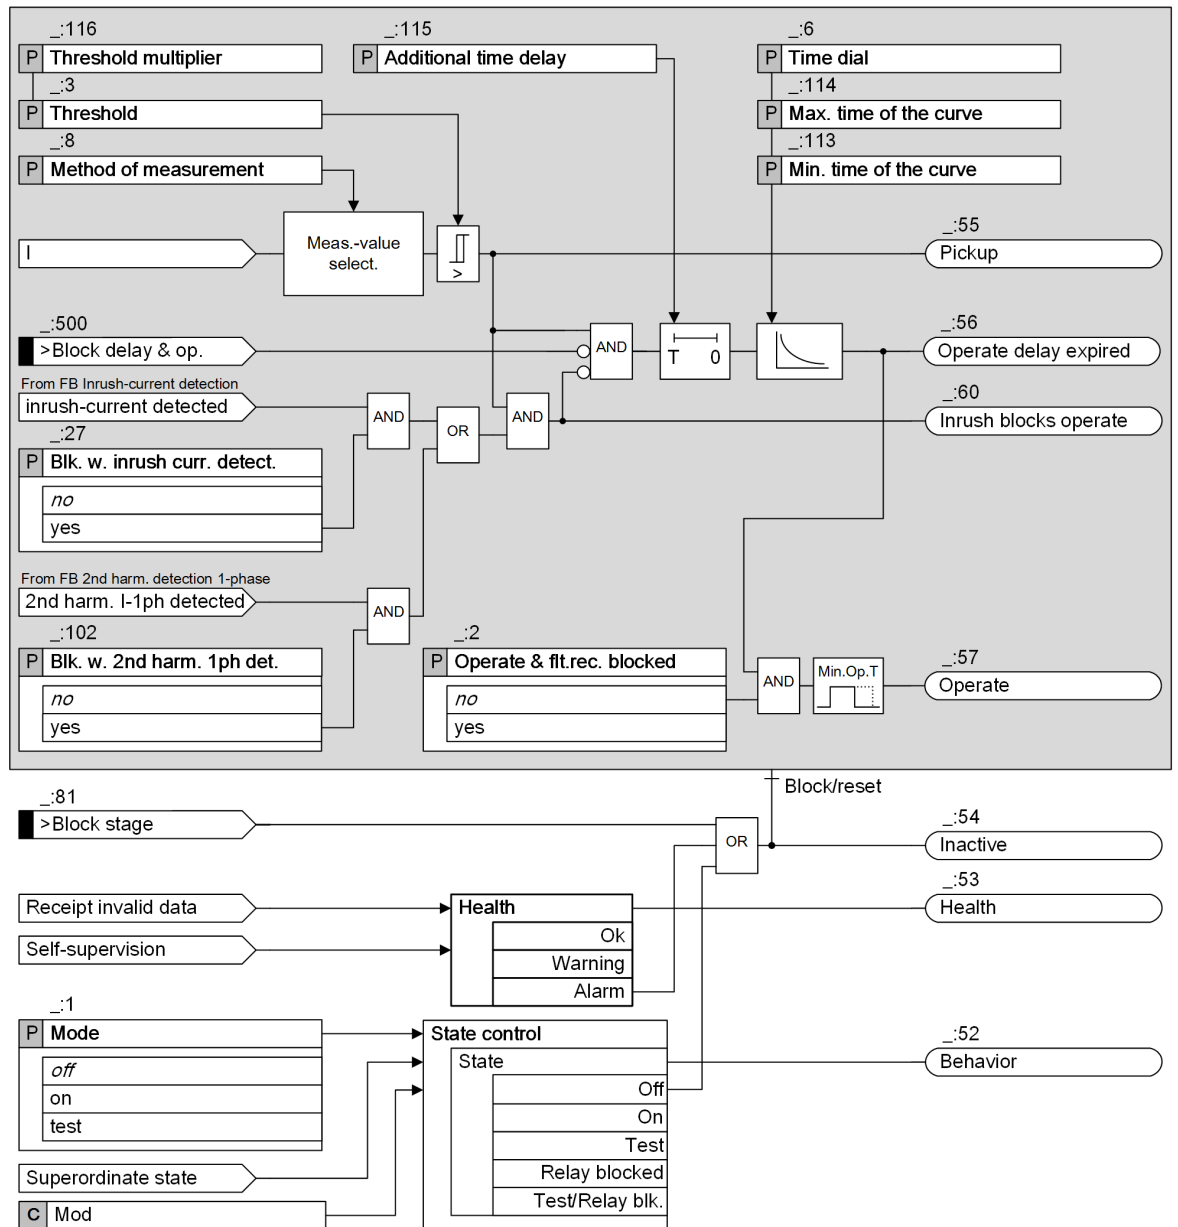 _:116
P Threshold multiplier
_:115
P Additional time delay
_:6
P Time dial
_:3
P Threshold
_:114
P Max. time of the curve
_:8
P Method of measurement
_:113
P Min. time of the curve
I
Meas.-value
select.
>
_:55
Pickup
_:500
>Block delay & op.
AND
T 0
_:56
Operate delay expired
From FB Inrush-current detection
inrush-current detected
AND
OR
AND
_:60
Inrush blocks operate
_:27
P Blk. w. inrush curr. detect.
no
yes
From FB 2nd harm. detection 1-phase
2nd harm. I-1ph detected
AND
_:102
P Blk. w. 2nd harm. 1ph det.
no
yes
_:2
P Operate & flt.rec. blocked
no
yes
AND
Min.Op.T
_:57
Operate
Block/reset
_:81
>Block stage
OR
_:54
Inactive
Receipt invalid data
Self-supervision
Health
Ok
Warning
Alarm
_:53
Health
_:1
P Mode
off
on
test
Superordinate state
C Mod
State control
State
Off
On
Test
Relay blocked
Test/Relay blk.
_:52
Behavior